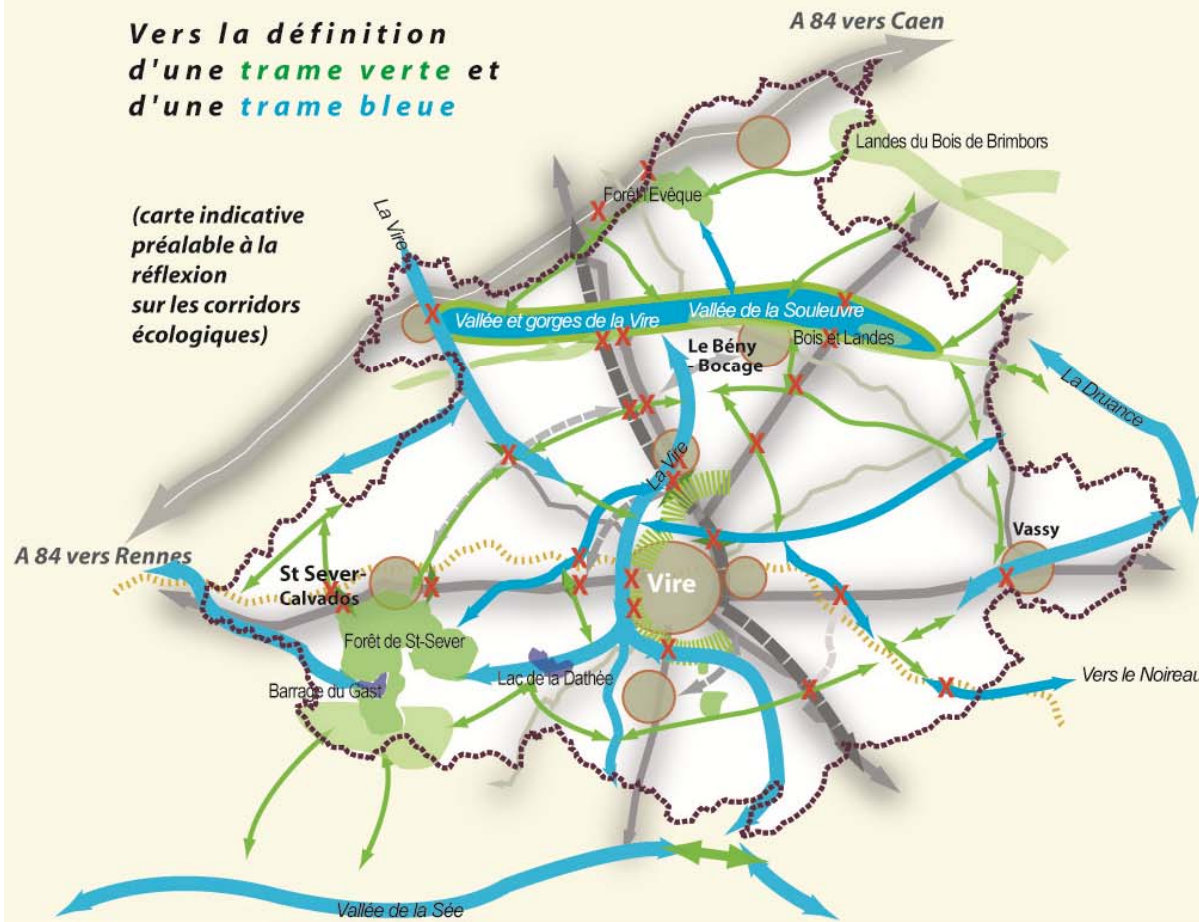 Vers la définition
d'une trame verte et
d'une trame bleue
A 84 vers Caen
(carte indicative
préalable à la
réflexion
sur les corridors
écologiques)
Landes du Bois de Brimbors
Forêt l'Evêque
La Vire
Vallée et gorges de la Vire
Vallée de la Souleuvre
Le Bény
- Bocage
Bois et Landes
La Druance
La Vire
A 84 vers Rennes
Vassy
St Sever-
Calvados
Vire
Forêt de St-Sever
Lac de la Dathée
Barrage du Gast
Vers le Noireau
Vallée de la Sée